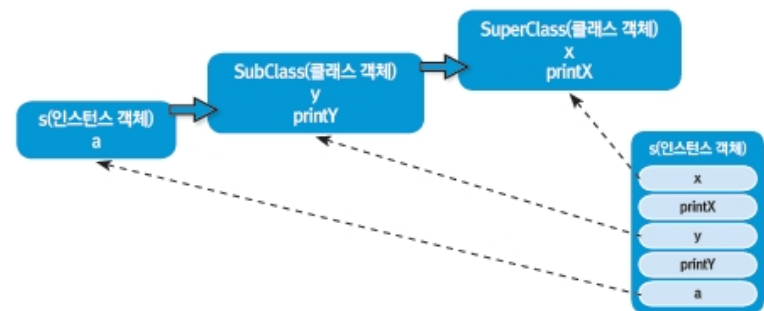 SuperClass(클래스 객체)
x
printX
SubClass(클래스 객체)
y
printY
s(인스턴스 객체)
a
s(인스턴스 객체)
x
printX
y
printY
a